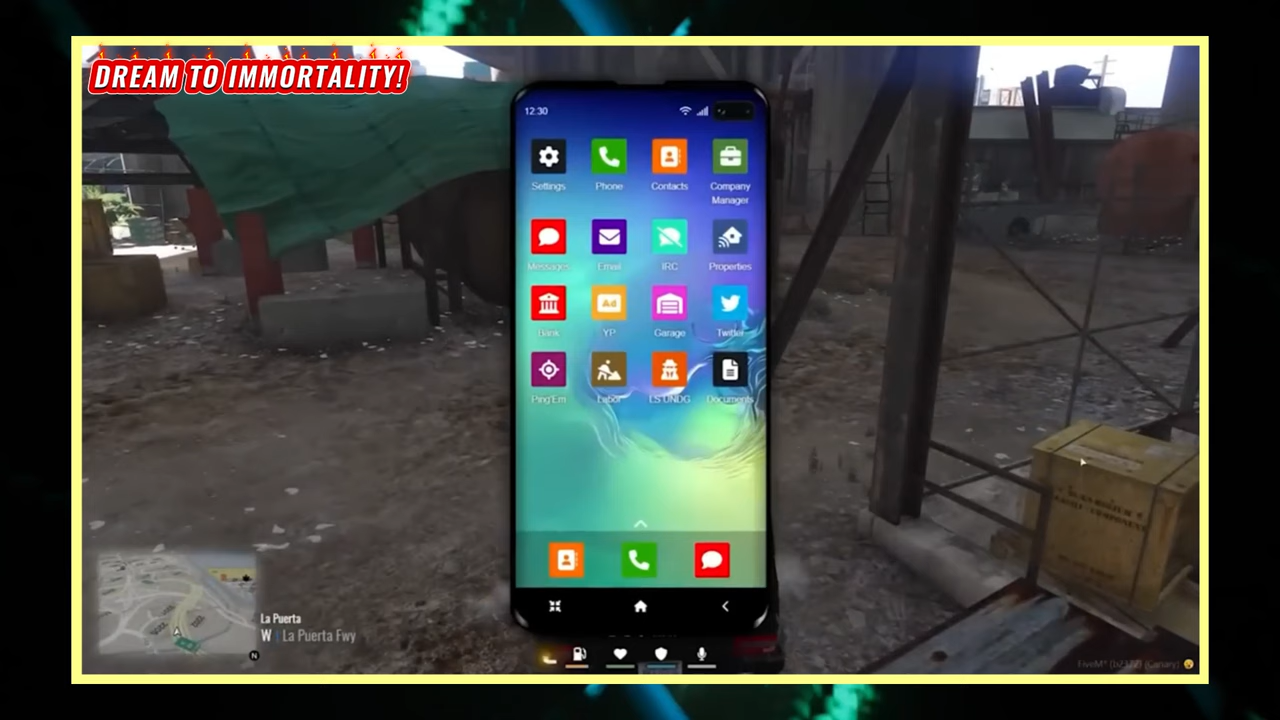 DREAM TO IMMORTALITY!
12:30
Settings
Phone
Contacts
Company
Manager
Messages
Email
IRC
Properties
Bank
Ad
YP
Garage
Twitter
Ping'Em
Labor
LS UNDG
Documents
La Puerta
W
La Puerta Fwy
N